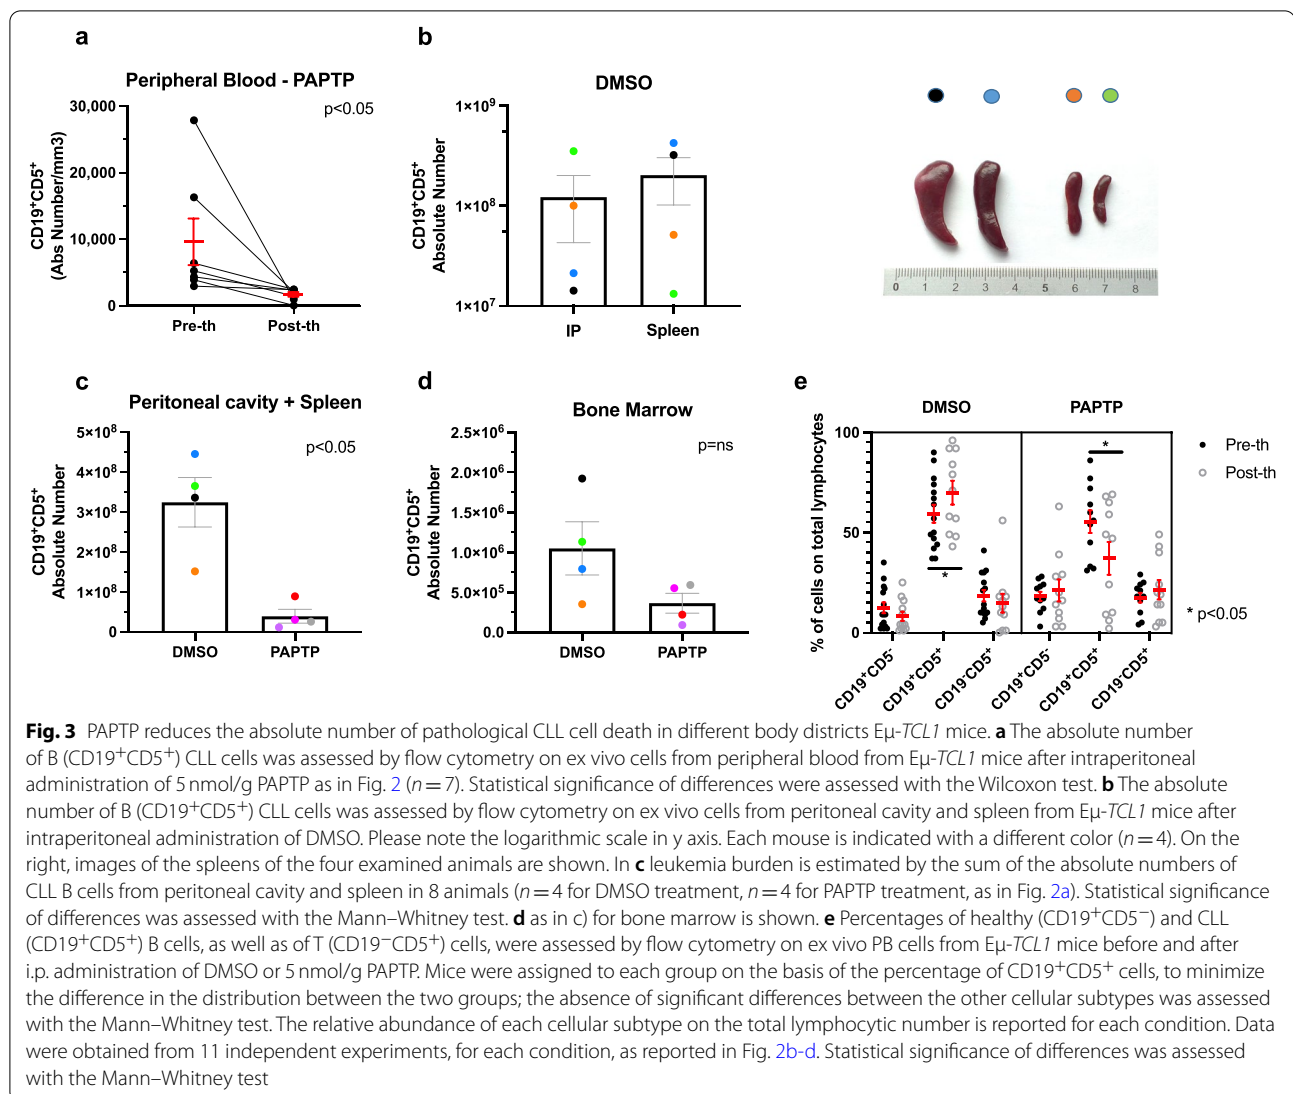 a
Peripheral Blood - PAPTP
p<0.05
CD19⁺CD5⁺
(Abs Number/mm3)
30,000
20,000
10,000
0
Pre-th Post-th
b
DMSO
CD19⁺CD5⁺
Absolute Number
1×10⁹
1×10⁸
1×10⁷
IP Spleen
0 1 2 3 4 5 6 7 8
c
Peritoneal cavity + Spleen
p<0.05
CD19⁺CD5⁺
Absolute Number
5×10⁸
4×10⁸
3×10⁸
2×10⁸
1×10⁸
0
DMSO PAPTP
d
Bone Marrow
p=ns
CD19⁺CD5⁺
Absolute Number
2.5×10⁶
2.0×10⁶
1.5×10⁶
1.0×10⁶
5.0×10⁵
0.0
DMSO PAPTP
e
DMSO PAPTP
% of cells on total lymphocytes
100
50
0
*
*
CD19⁺CD5⁻
CD19⁺CD5⁺
CD19⁻CD5⁺
CD19⁺CD5⁻
CD19⁺CD5⁺
CD19⁻CD5⁺
Pre-th
Post-th
* p<0.05
Fig. 3 PAPTP reduces the absolute number of pathological CLL cell death in different body districts Eμ-TCL1 mice. a The absolute number
of B (CD19⁺CD5⁺) CLL cells was assessed by flow cytometry on ex vivo cells from peripheral blood from Eμ-TCL1 mice after intraperitoneal
administration of 5 nmol/g PAPTP as in Fig. 2 (n = 7). Statistical significance of differences were assessed with the Wilcoxon test. b The absolute
number of B (CD19⁺CD5⁺) CLL cells was assessed by flow cytometry on ex vivo cells from peritoneal cavity and spleen from Eμ-TCL1 mice after
intraperitoneal administration of DMSO. Please note the logarithmic scale in y axis. Each mouse is indicated with a different color (n = 4). On the
right, images of the spleens of the four examined animals are shown. In c leukemia burden is estimated by the sum of the absolute numbers of
CLL B cells from peritoneal cavity and spleen in 8 animals (n = 4 for DMSO treatment, n = 4 for PAPTP treatment, as in Fig. 2a). Statistical significance
of differences was assessed with the Mann–Whitney test. d as in c) for bone marrow is shown. e Percentages of healthy (CD19⁺CD5⁻) and CLL
(CD19⁺CD5⁺) B cells, as well as of T (CD19⁻CD5⁺) cells, were assessed by flow cytometry on ex vivo PB cells from Eμ-TCL1 mice before and after
i.p. administration of DMSO or 5 nmol/g PAPTP. Mice were assigned to each group on the basis of the percentage of CD19⁺CD5⁺ cells, to minimize
the difference in the distribution between the two groups; the absence of significant differences between the other cellular subtypes was assessed
with the Mann–Whitney test. The relative abundance of each cellular subtype on the total lymphocytic number is reported for each condition. Data
were obtained from 11 independent experiments, for each condition, as reported in Fig. 2b-d. Statistical significance of differences was assessed
with the Mann–Whitney test